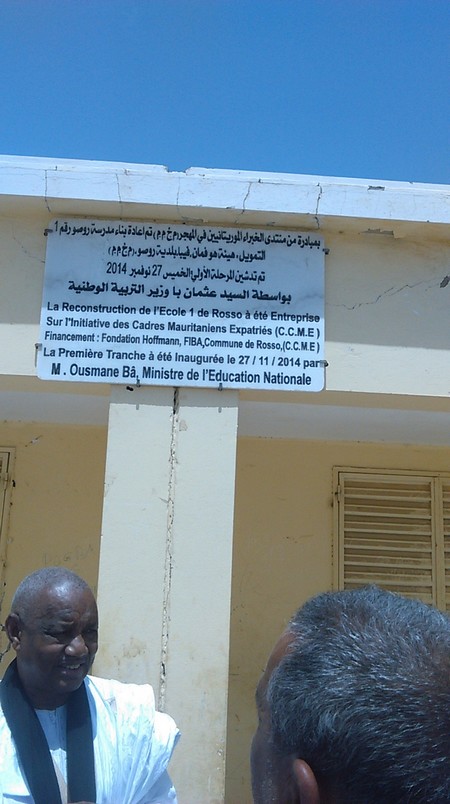 بمبادرة من منتدى الخبراء الموريتانيين في المهجر(م خ م م)، تم اعادة بناء مدرسة روصو رقم 1
التمويل : هيئة هوفمان، فيبا، بلدية روصو، (م خ م م)
تم تدشين المرحلة الأولي الخميس 27 نوفمبر 2014
بواسطة السيد عثمان با وزير التربية الوطنية
La Reconstruction de l'Ecole 1 de Rosso à été Entreprise
Sur l'Initiative des Cadres Mauritaniens Expatriés (C.C.M.E)
Financement : Fondation Hoffmann, FIBA,Commune de Rosso,(C.C.M.E)
La Première Tranche à été Inaugurée le 27 / 11 / 2014 par
M . Ousmane Bâ, Ministre de l'Education Nationale